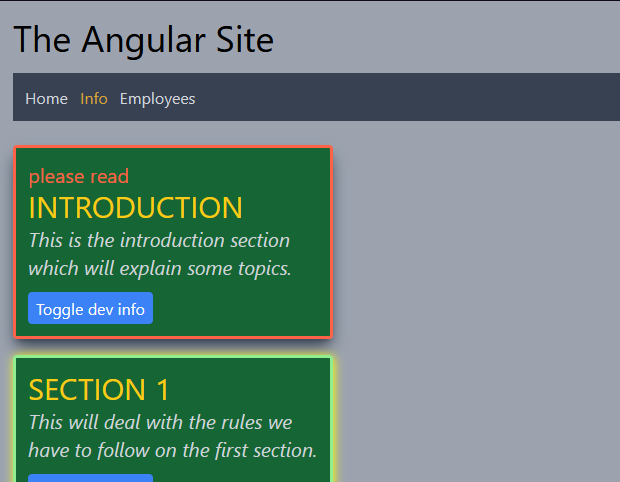 The Angular Site
Home Info Employees
please read
INTRODUCTION
This is the introduction section
which will explain some topics.
Toggle dev info
SECTION 1
This will deal with the rules we
have to follow on the first section.